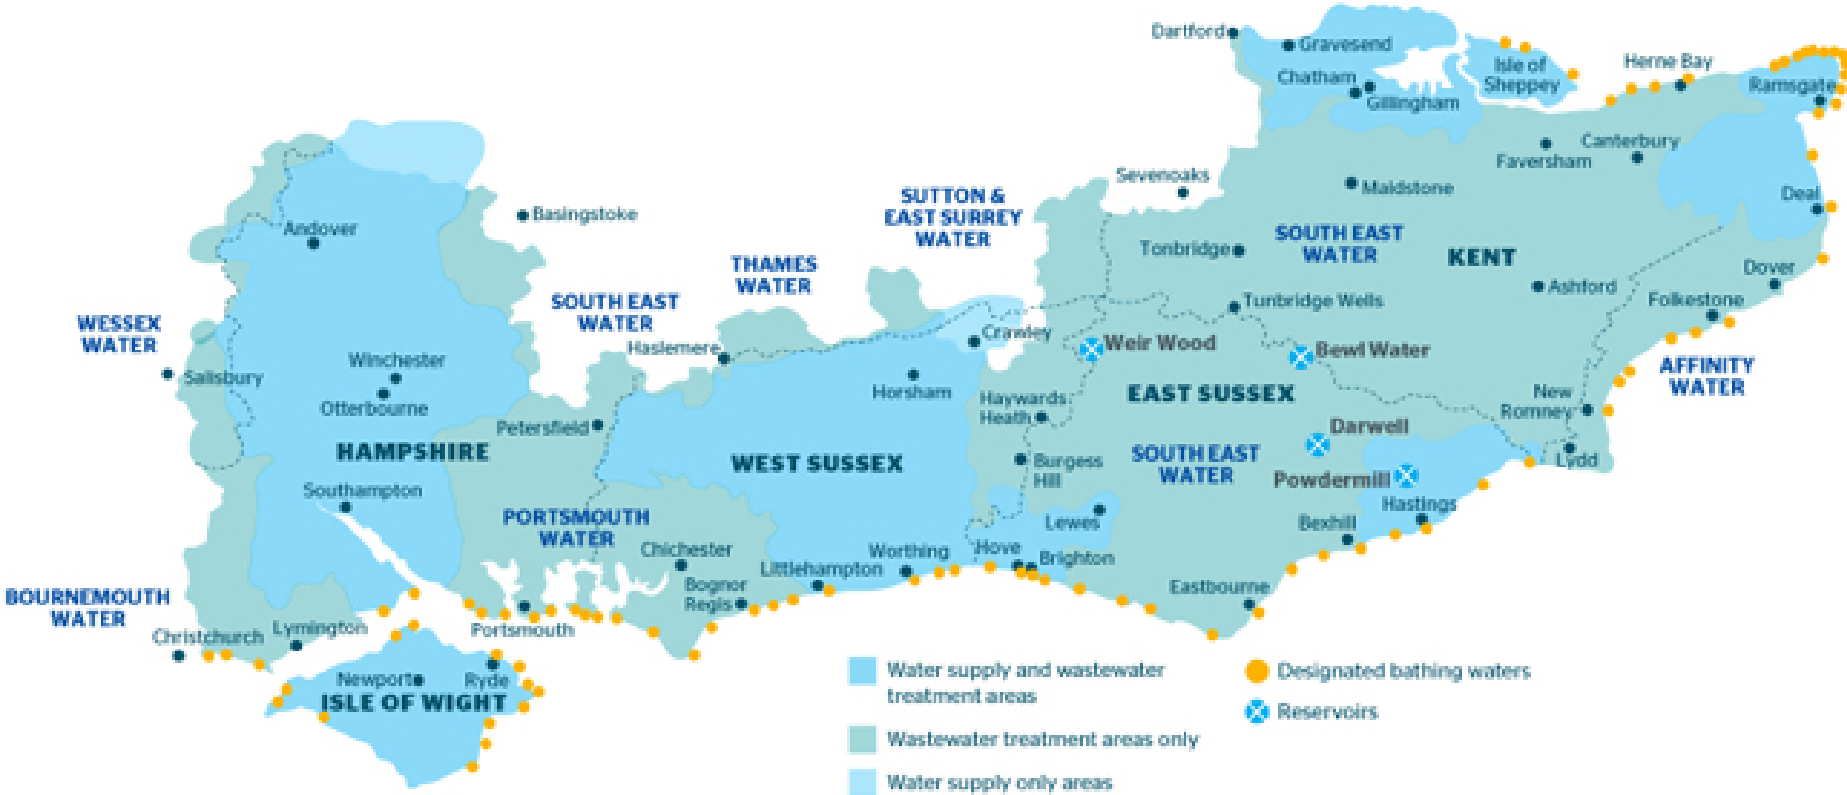 Dartford
Gravesend
Chatham
Gillingham
Isle of
Sheppey
Herne Bay
Ramsgate
Canterbury
Faversham
Sevenoaks
Maidstone
Deal
SUTTON &
EAST SURREY
WATER
Basingstoke
Andover
Tonbridge
SOUTH EAST
WATER
KENT
THAMES
WATER
SOUTH EAST
WATER
Dover
Ashford
Folkestone
Tunbridge Wells
WESSEX
WATER
Haslemere
Crawley
Weir Wood
Bewl Water
AFFINITY
WATER
Winchester
Salisbury
Otterbourne
Horsham
Haywards
Heath
EAST SUSSEX
New
Romney
Petersfield
Darwell
HAMPSHIRE
WEST SUSSEX
Burgess
Hill
SOUTH EAST
WATER
Lydd
Powdermill
Southampton
Hastings
PORTSMOUTH
WATER
Lewes
Bexhill
Chichester
Worthing
Hove
Brighton
Littlehampton
Bognor
Regis
Eastbourne
BOURNEMOUTH
WATER
Christchurch
Lymington
Portsmouth
Newport
Ryde
ISLE OF WIGHT
Water supply and wastewater
treatment areas
Wastewater treatment areas only
Water supply only areas
Designated bathing waters
Reservoirs